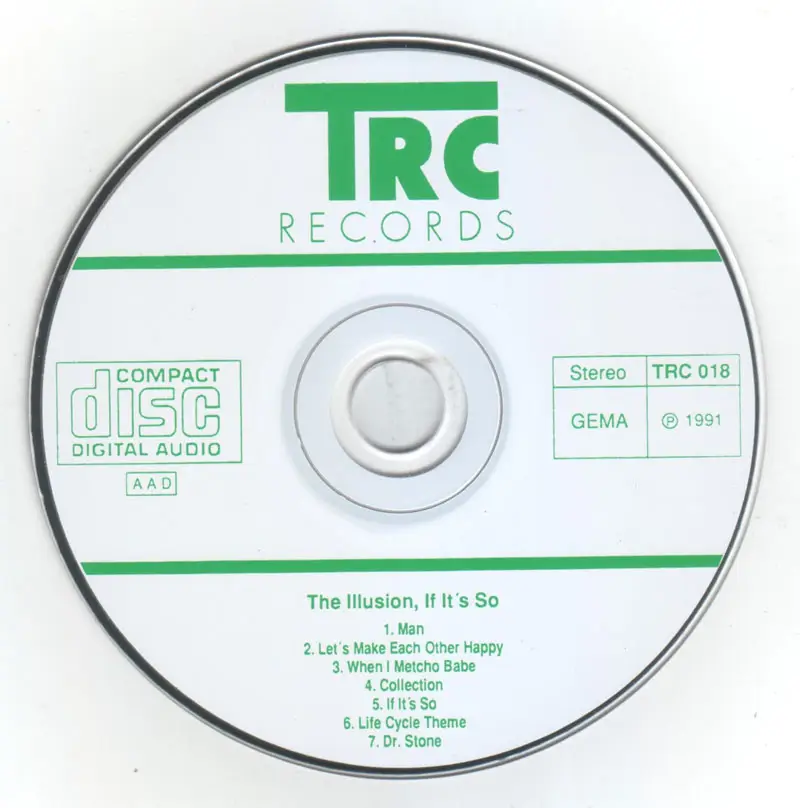 TRC
RECORDS
COMPACT
disc
DIGITAL AUDIO
AAD
Stereo
TRC 018
GEMA
℗ 1991
The Illusion, If It´s So
1. Man
2. Let´s Make Each Other Happy
3. When I Metcho Babe
4. Collection
5. If It´s So
6. Life Cycle Theme
7. Dr. Stone